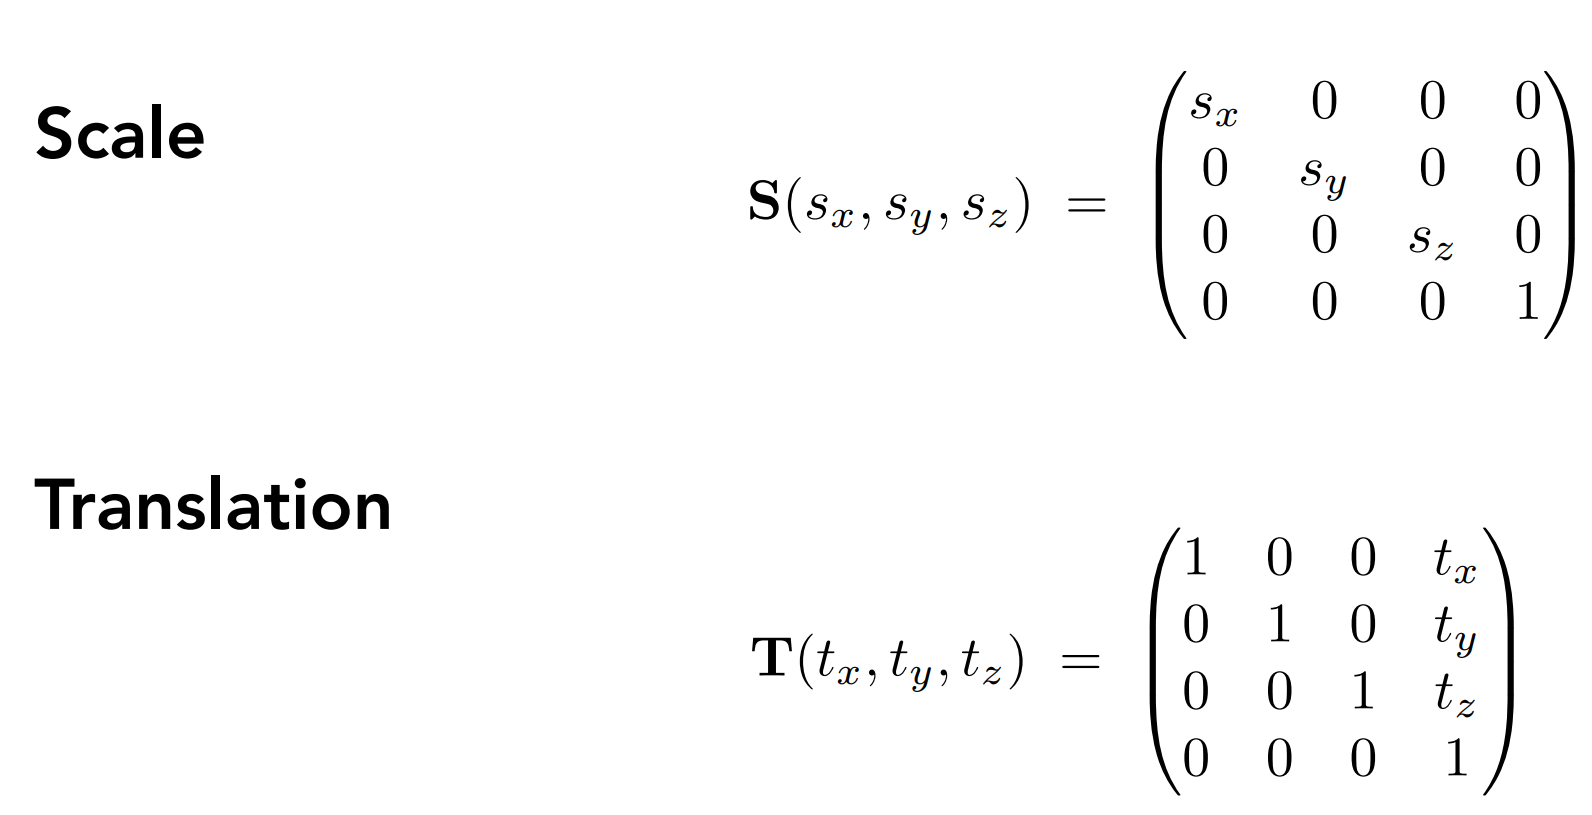 Scale
S(s_x, s_y, s_z) =
s_x 0 0 0
0 s_y 0 0
0 0 s_z 0
0 0 0 1
Translation
T(t_x, t_y, t_z) =
1 0 0 t_x
0 1 0 t_y
0 0 1 t_z
0 0 0 1